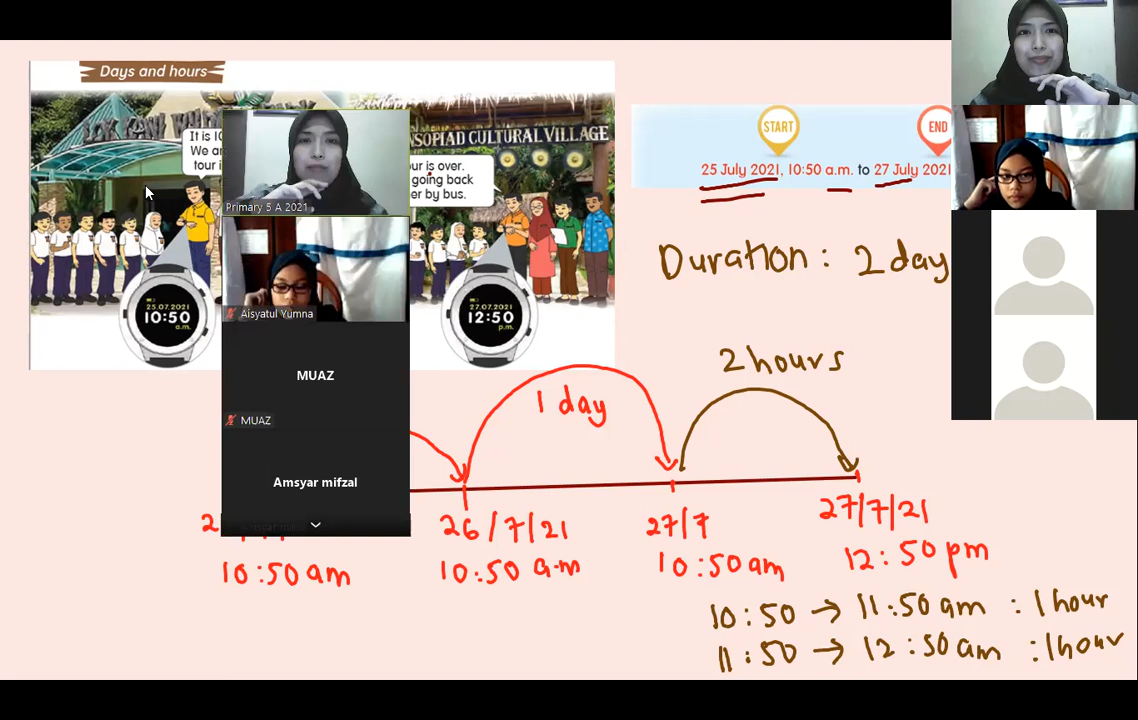 Days and hours
It is 1
We ar
tour i
NSOPIAD CULTURAL VILLAGE
our is over.
going back
er by bus.
START
END
25 July 2021, 10:50 a.m. to 27 July 2021
Primary 5 A 2021
Duration : 2 day
Aisyatul Yumna
25.07.2021
10:50
a.m.
27.07.2021
12:50
p.m.
MUAZ
MUAZ
2 hours
1 day
Amsyar mifzal
2
26/7/21
27/7
27/7/21
10:50 am
10:50 a.m
10:50 am
12:50 pm
10:50 → 11:50 am : 1 hour
11:50 → 12:50 am : 1 hour